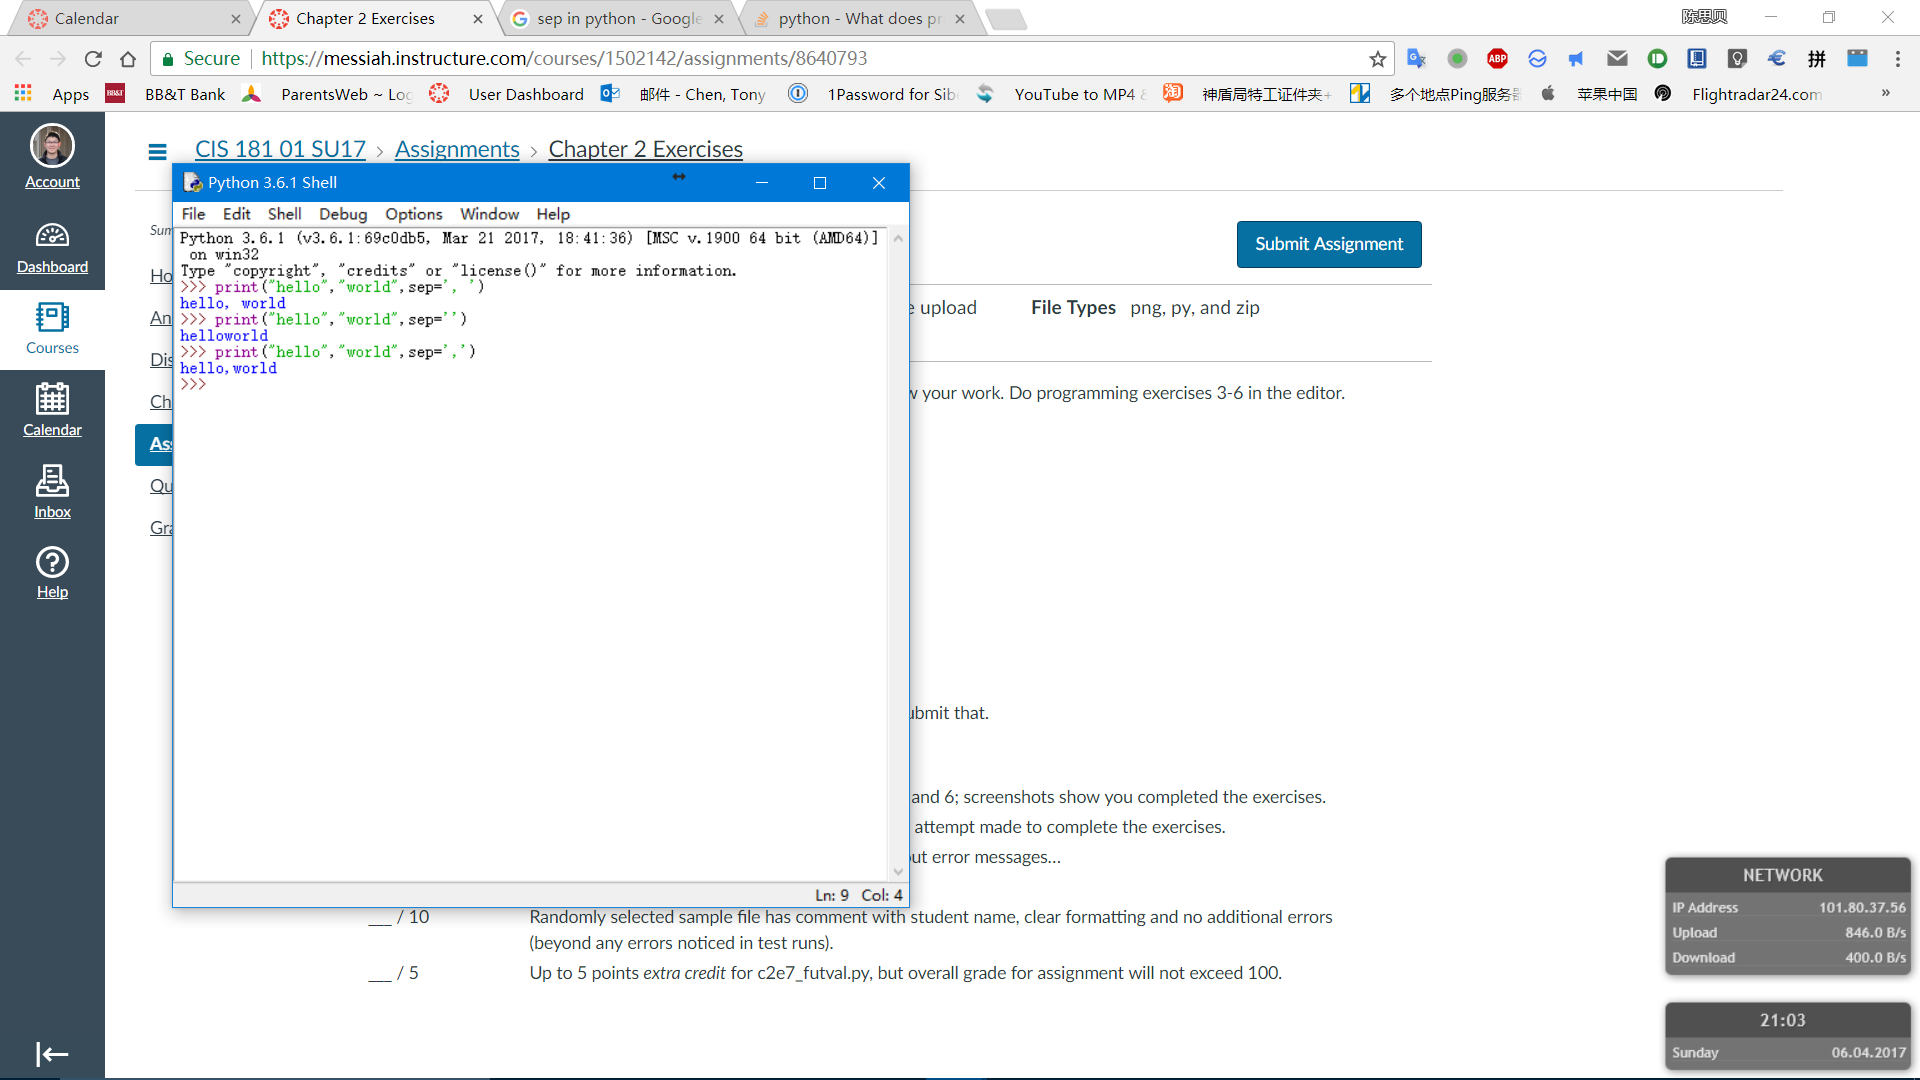 Calendar
Chapter 2 Exercises
sep in python - Google
python - What does pr
陈思贝
Secure
https://messiah.instructure.com/courses/1502142/assignments/8640793
ABP
拼
Apps
BB&T
BB&T Bank
ParentsWeb ~ Log
User Dashboard
邮件 - Chen, Tony
1Password for Sib
YouTube to MP4 &
淘
神盾局特工证件夹+
多个地点Ping服务器
苹果中国
Flightradar24.com
»
Account
Dashboard
Courses
Calendar
Inbox
Help
CIS 181 01 SU17 > Assignments > Chapter 2 Exercises
Sum
Ho
An
Dis
Ch
Ass
Qu
Gra
Python 3.6.1 Shell
File Edit Shell Debug Options Window Help
Python 3.6.1 (v3.6.1:69c0db5, Mar 21 2017, 18:41:36) [MSC v.1900 64 bit (AMD64)]
on win32
Type "copyright", "credits" or "license()" for more information.
>>> print("hello","world",sep=', ')
hello, world
>>> print("hello","world",sep='')
helloworld
>>> print("hello","world",sep=',')
hello,world
>>>
Ln: 9 Col: 4
Submit Assignment
e upload
File Types png, py, and zip
w your work. Do programming exercises 3-6 in the editor.
ubmit that.
and 6; screenshots show you completed the exercises.
attempt made to complete the exercises.
ut error messages...
___ / 10 Randomly selected sample file has comment with student name, clear formatting and no additional errors
(beyond any errors noticed in test runs).
___ / 5 Up to 5 points extra credit for c2e7_futval.py, but overall grade for assignment will not exceed 100.
NETWORK
IP Address 101.80.37.56
Upload 846.0 B/s
Download 400.0 B/s
21:03
Sunday 06.04.2017